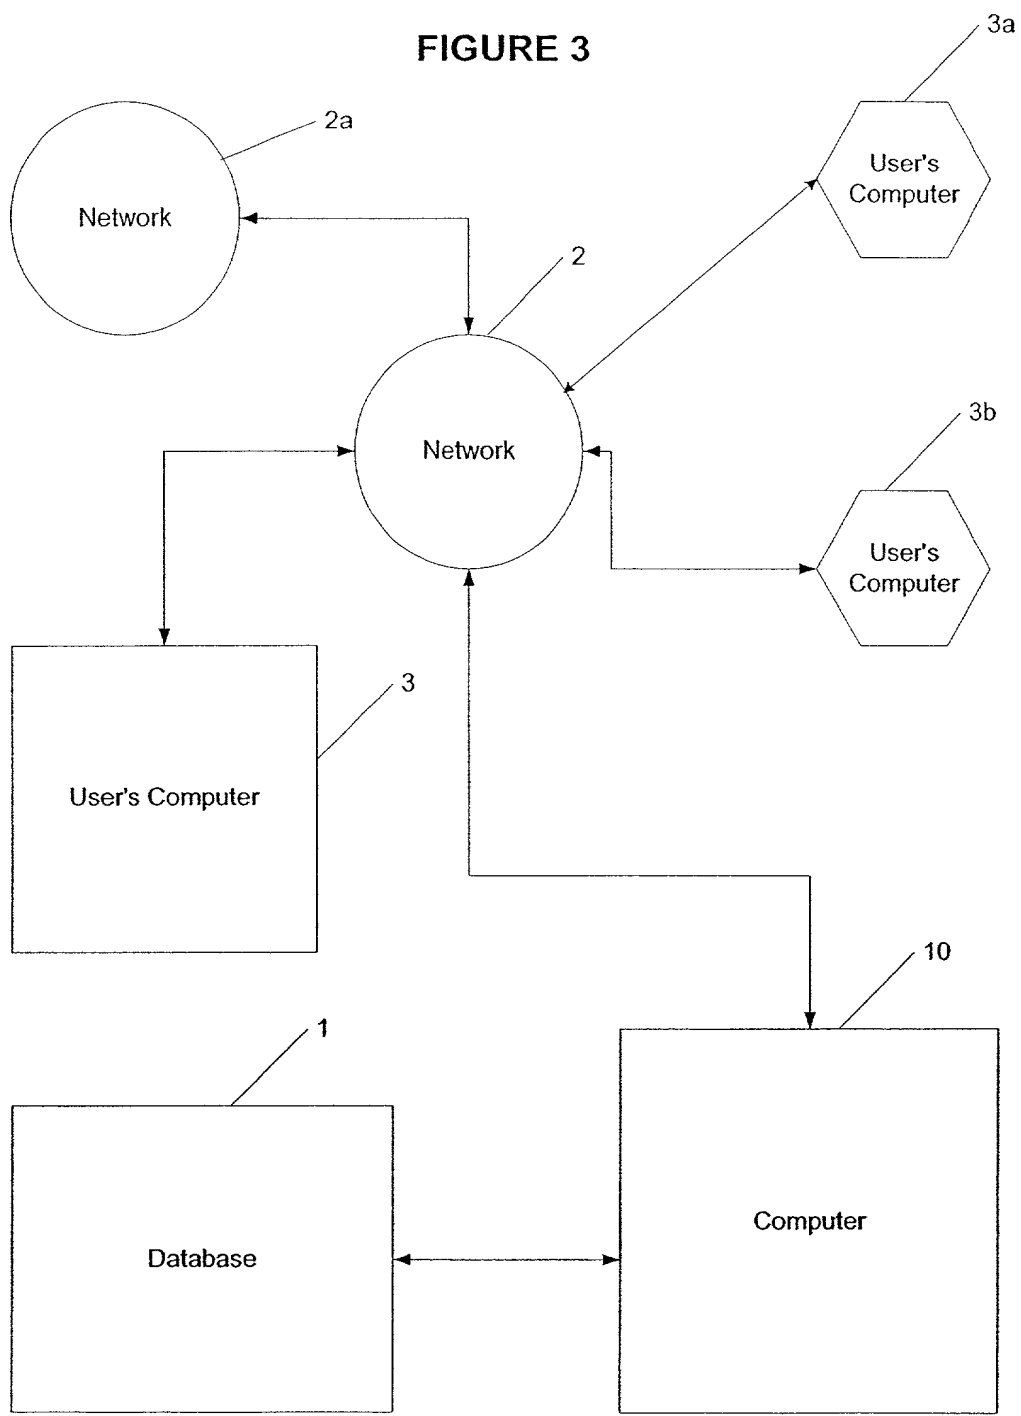 FIGURE 3
3a
2a
User's
Computer
Network
2
3b
Network
User's
Computer
3
User's Computer
10
1
Computer
Database